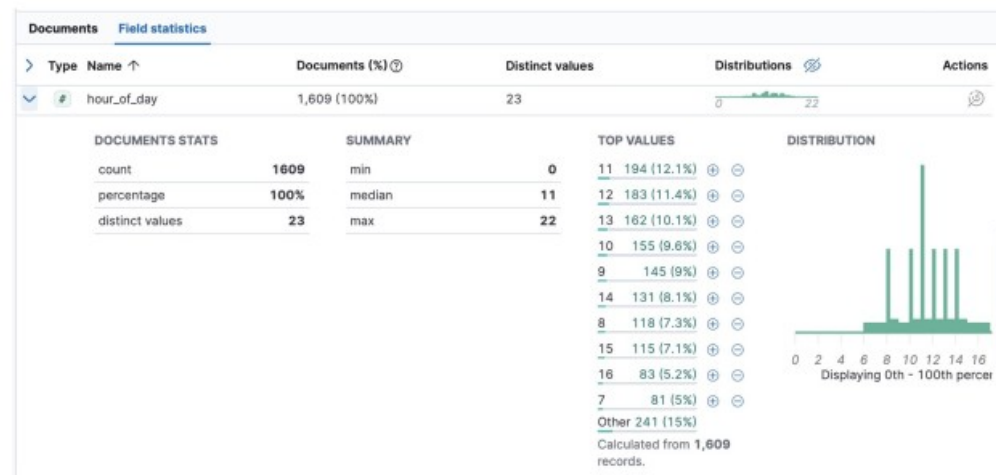 Documents Field statistics
Type Name ↑ Documents (%) Distinct values Distributions Actions
# hour_of_day 1,609 (100%) 23 0 22
DOCUMENTS STATS SUMMARY TOP VALUES DISTRIBUTION
count 1609 min 0 11 194 (12.1%)
percentage 100% median 11 12 183 (11.4%)
distinct values 23 max 22 13 162 (10.1%)
10 155 (9.6%)
9 145 (9%)
14 131 (8.1%)
8 118 (7.3%)
15 115 (7.1%)
16 83 (5.2%)
7 81 (5%)
Other 241 (15%)
0 2 4 6 8 10 12 14 16
Displaying 0th - 100th percer
Calculated from 1,609
records.